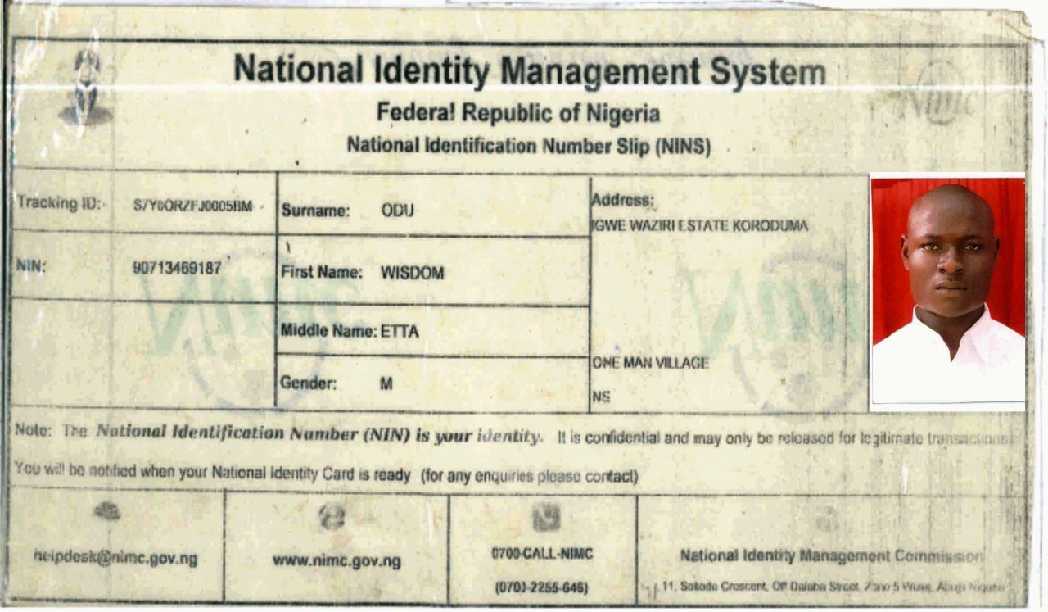 National Identity Management System
Federal Republic of Nigeria
National Identification Number Slip (NINS)
Tracking ID:
Surname: ODU
Address:
IGWE WAZIRI ESTATE KORODUMA
NIN: 90713469187
First Name: WISDOM
Middle Name: ETTA
ONE MAN VILLAGE
Gender: M
NS
Note: The National Identification Number (NIN) is your identity. It is confidential and may only be released for legitimate transactions
You will be notified when your National Identity Card is ready (for any enquiries please contact)
helpdesk@nimc.gov.ng
www.nimc.gov.ng
0700-CALL-NIMC
(0700-2255-646)
National Identity Management Commission
11, Sokode Crescent, Off Dalaba Street, Zone 5 Wuse, Abuja Nigeria